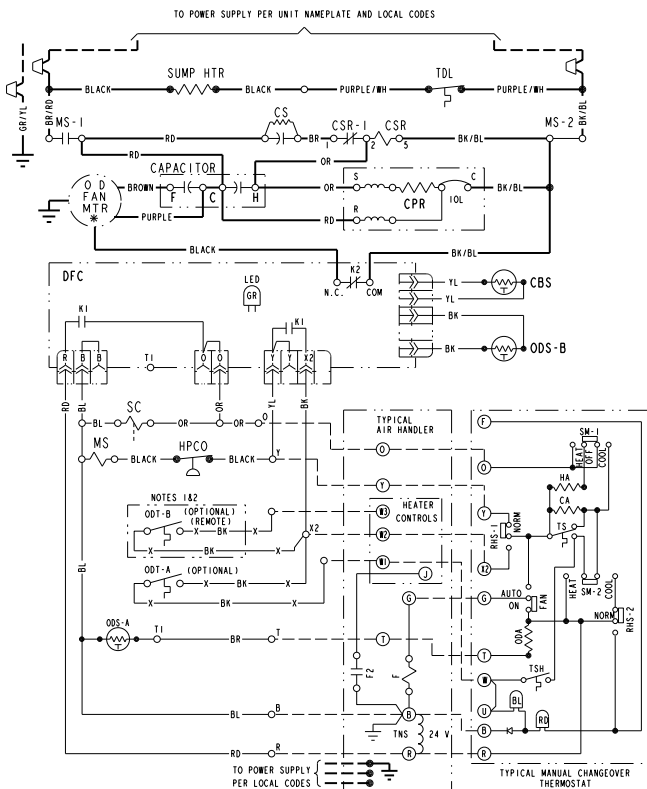 TO POWER SUPPLY PER UNIT NAMEPLATE AND LOCAL CODES
SUMP HTR
TDL
BLACK
BLACK
PURPLE/WH
PURPLE/WH
GR/YL
BR/RD
BK/BL
MS-1
RD
CS
BR
1
CSR-1
2
CSR
5
BK/BL
MS-2
RD
OR
CAPACITOR
OD
FAN
MTR
*
BROWN
F
C
H
OR
S
C
BK/BL
CPR
IOL
PURPLE
RD
R
BLACK
BK/BL
DFC
LED
GR
K2
N.C.
COM
YL
CBS
YL
BK
BK
ODS-B
K1
K1
R
B
B
T1
O
O
Y
Y
X2
RD
BL
OR
YL
BK
SC
BL
OR
OR
O
MS
HPCO
BLACK
BLACK
Y
TYPICAL
AIR HANDLER
O
Y
F
SM-1
HEAT
OFF
COOL
O
HA
CA
NOTES 1&2
ODT-B
(OPTIONAL)
(REMOTE)
X
BK
X
X
BK
X
X2
HEATER
CONTROLS
W3
W2
W1
J
Y
RHS-1
NORM
TS
X2
ODT-A
(OPTIONAL)
X
BK
X
X
BK
X
BL
HEAT
COOL
SM-2
G
G
AUTO
ON
FAN
NORM
RHS-2
ODA
ODS-A
T1
BR
T
T
T
TSH
W
F2
F
U
BL
RD
BL
B
B
B
TNS
24 V
RD
R
R
R
TO POWER SUPPLY
PER LOCAL CODES
TYPICAL MANUAL CHANGEOVER
THERMOSTAT